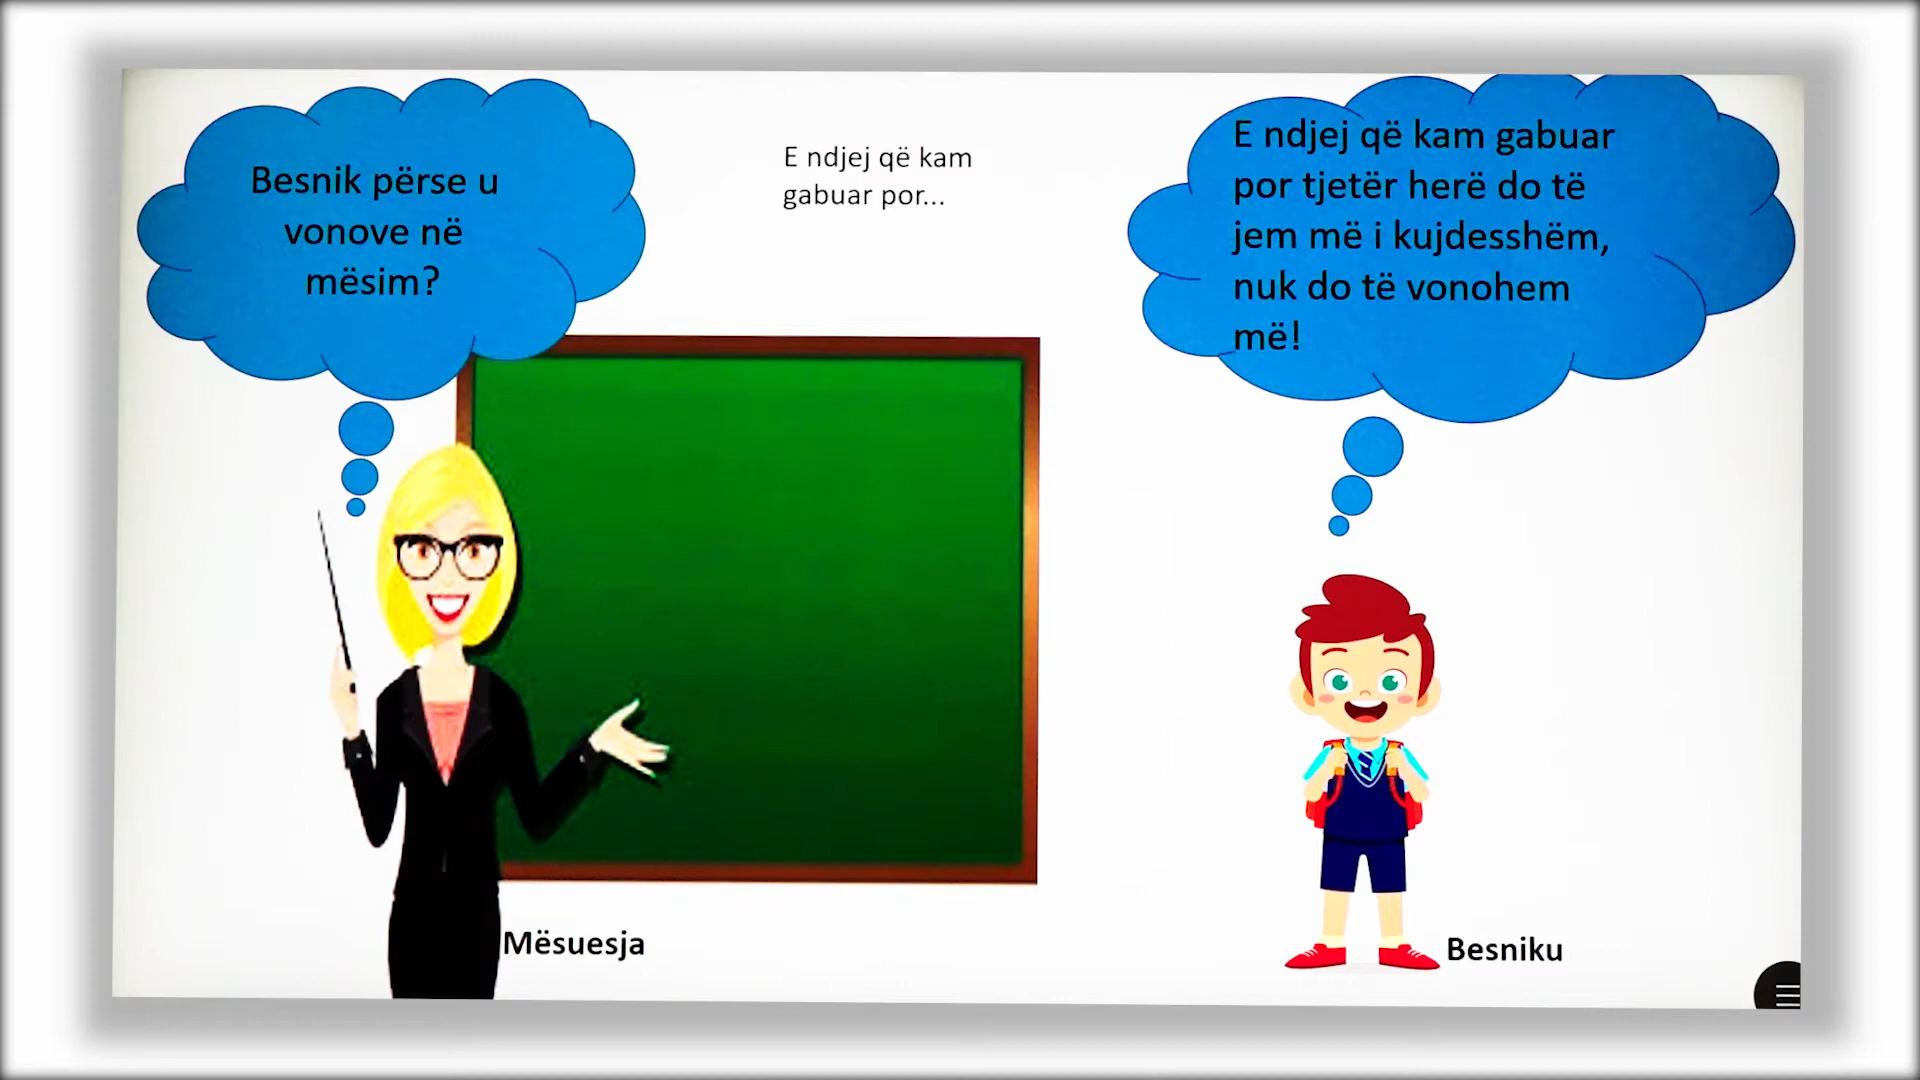 Besnik përse u
vonove në
mësim?
E ndjej që kam
gabuar por...
E ndjej që kam gabuar
por tjetër herë do të
jem më i kujdesshëm,
nuk do të vonohem
më!
Mësuesja
Besniku